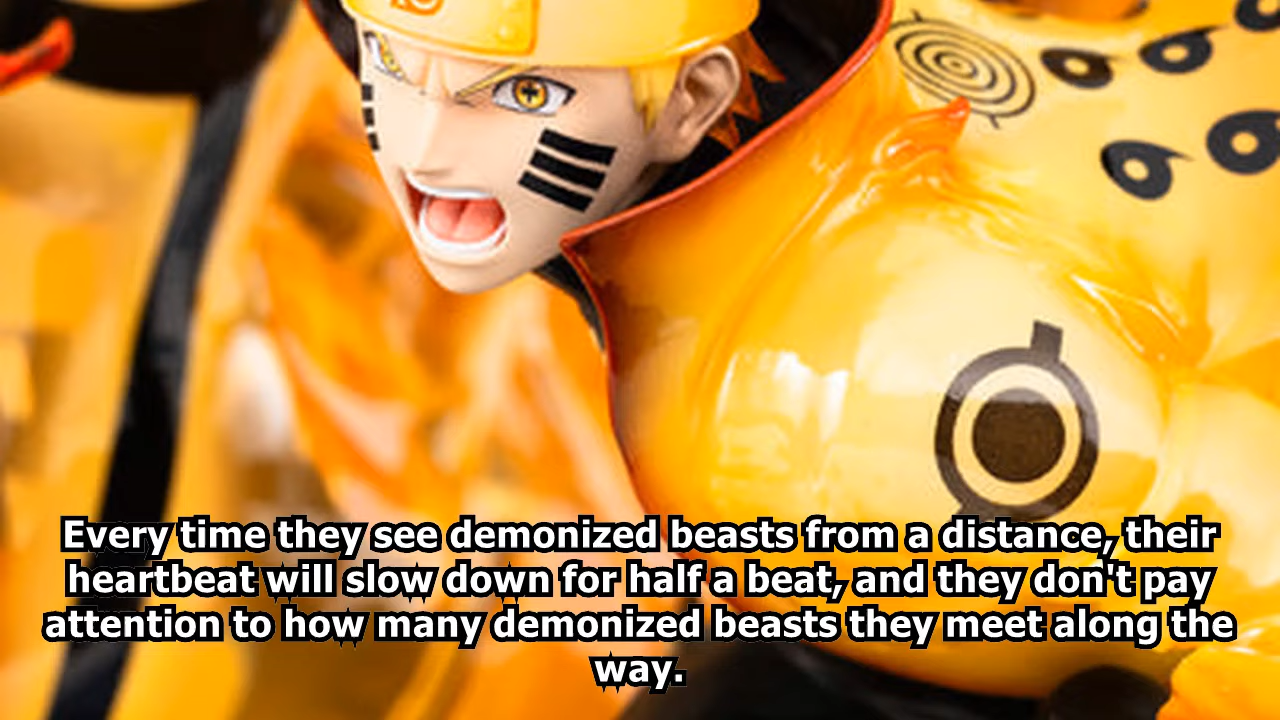 Every time they see demonized beasts from a distance, their
heartbeat will slow down for half a beat, and they don't pay
attention to how many demonized beasts they meet along the
way.